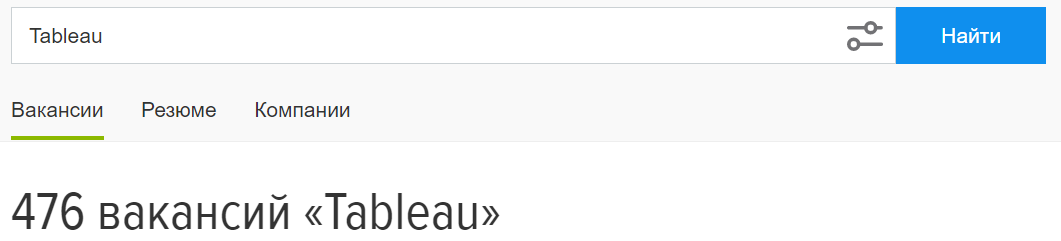 Tableau Найти
Вакансии Резюме Компании
476 вакансий «Tableau»